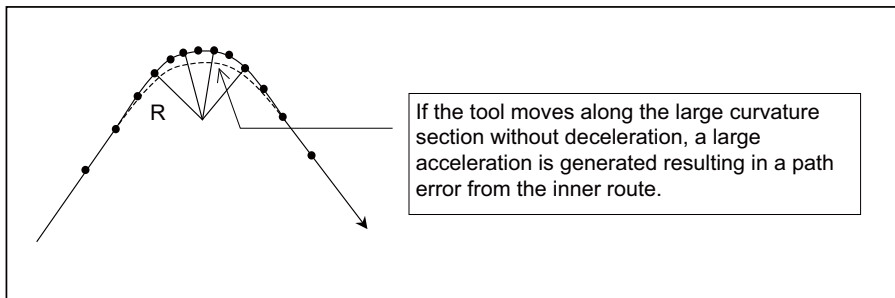 R
If the tool moves along the large curvature
section without deceleration, a large
acceleration is generated resulting in a path
error from the inner route.